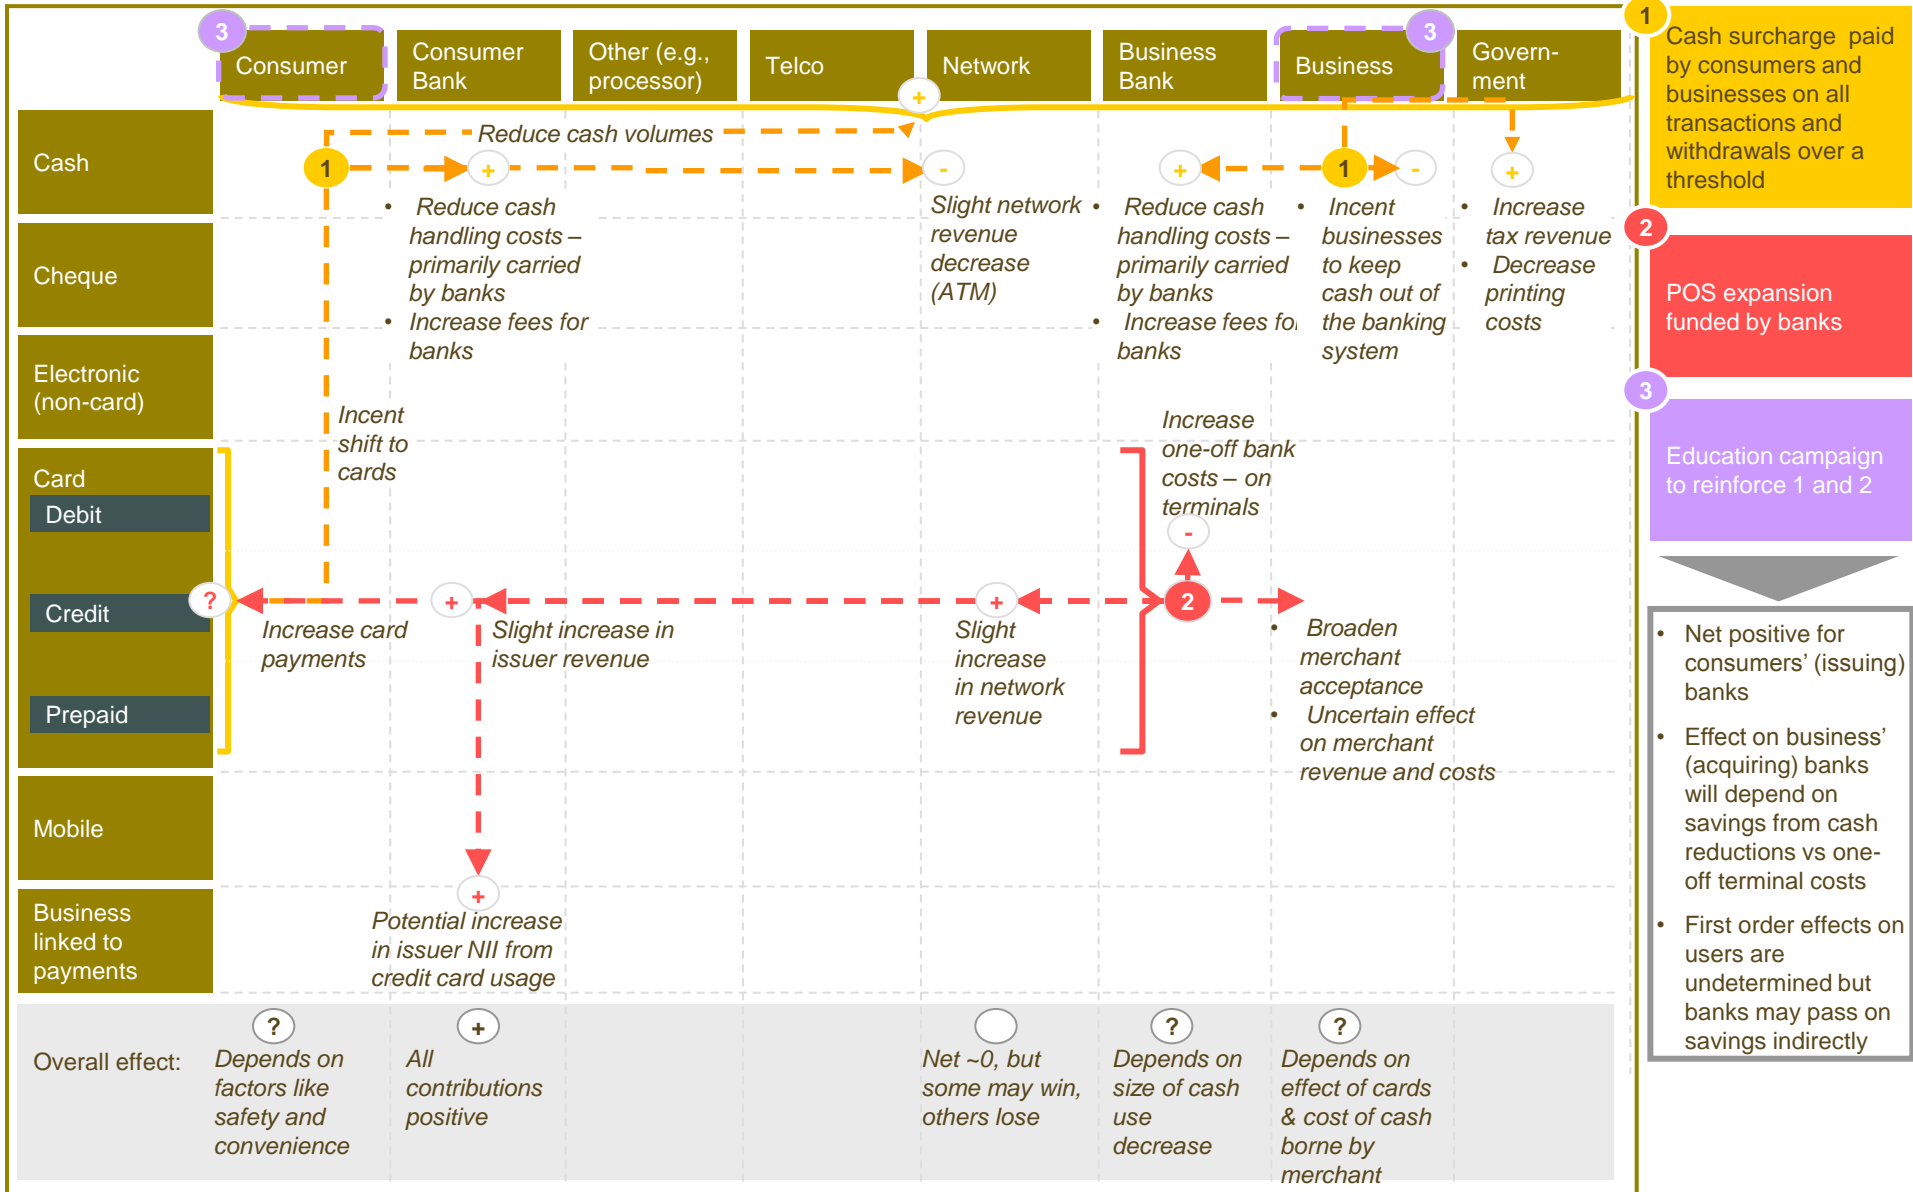 3
3
Consumer
Consumer
Bank
Other (e.g.,
processor)
Telco
Network
Business
Bank
Business
Govern-
ment
+
Cash
Cheque
Electronic
(non-card)
Card
Debit
Credit
Prepaid
Mobile
Business
linked to
payments
Reduce cash volumes
1
+
-
+
1
-
+
• Reduce cash
handling costs –
primarily carried
by banks
• Increase fees for
banks
Slight network
revenue
decrease
(ATM)
• Reduce cash
handling costs –
primarily carried
by banks
• Increase fees for
banks
• Incent
businesses
to keep
cash out of
the banking
system
• Increase
tax revenue
• Decrease
printing
costs
Incent
shift to
cards
Increase
one-off bank
costs – on
terminals
-
?
+
+
2
Increase card
payments
Slight increase in
issuer revenue
Slight
increase
in network
revenue
• Broaden
merchant
acceptance
• Uncertain effect
on merchant
revenue and costs
+
Potential increase
in issuer NII from
credit card usage
Overall effect:
?
Depends on
factors like
safety and
convenience
+
All
contributions
positive
Net ~0, but
some may win,
others lose
?
Depends on
size of cash
use
decrease
?
Depends on
effect of cards
& cost of cash
borne by
merchant
1
Cash surcharge paid
by consumers and
businesses on all
transactions and
withdrawals over a
threshold
2
POS expansion
funded by banks
3
Education campaign
to reinforce 1 and 2
• Net positive for
consumers’ (issuing)
banks
• Effect on business’
(acquiring) banks
will depend on
savings from cash
reductions vs one-
off terminal costs
• First order effects on
users are
undetermined but
banks may pass on
savings indirectly